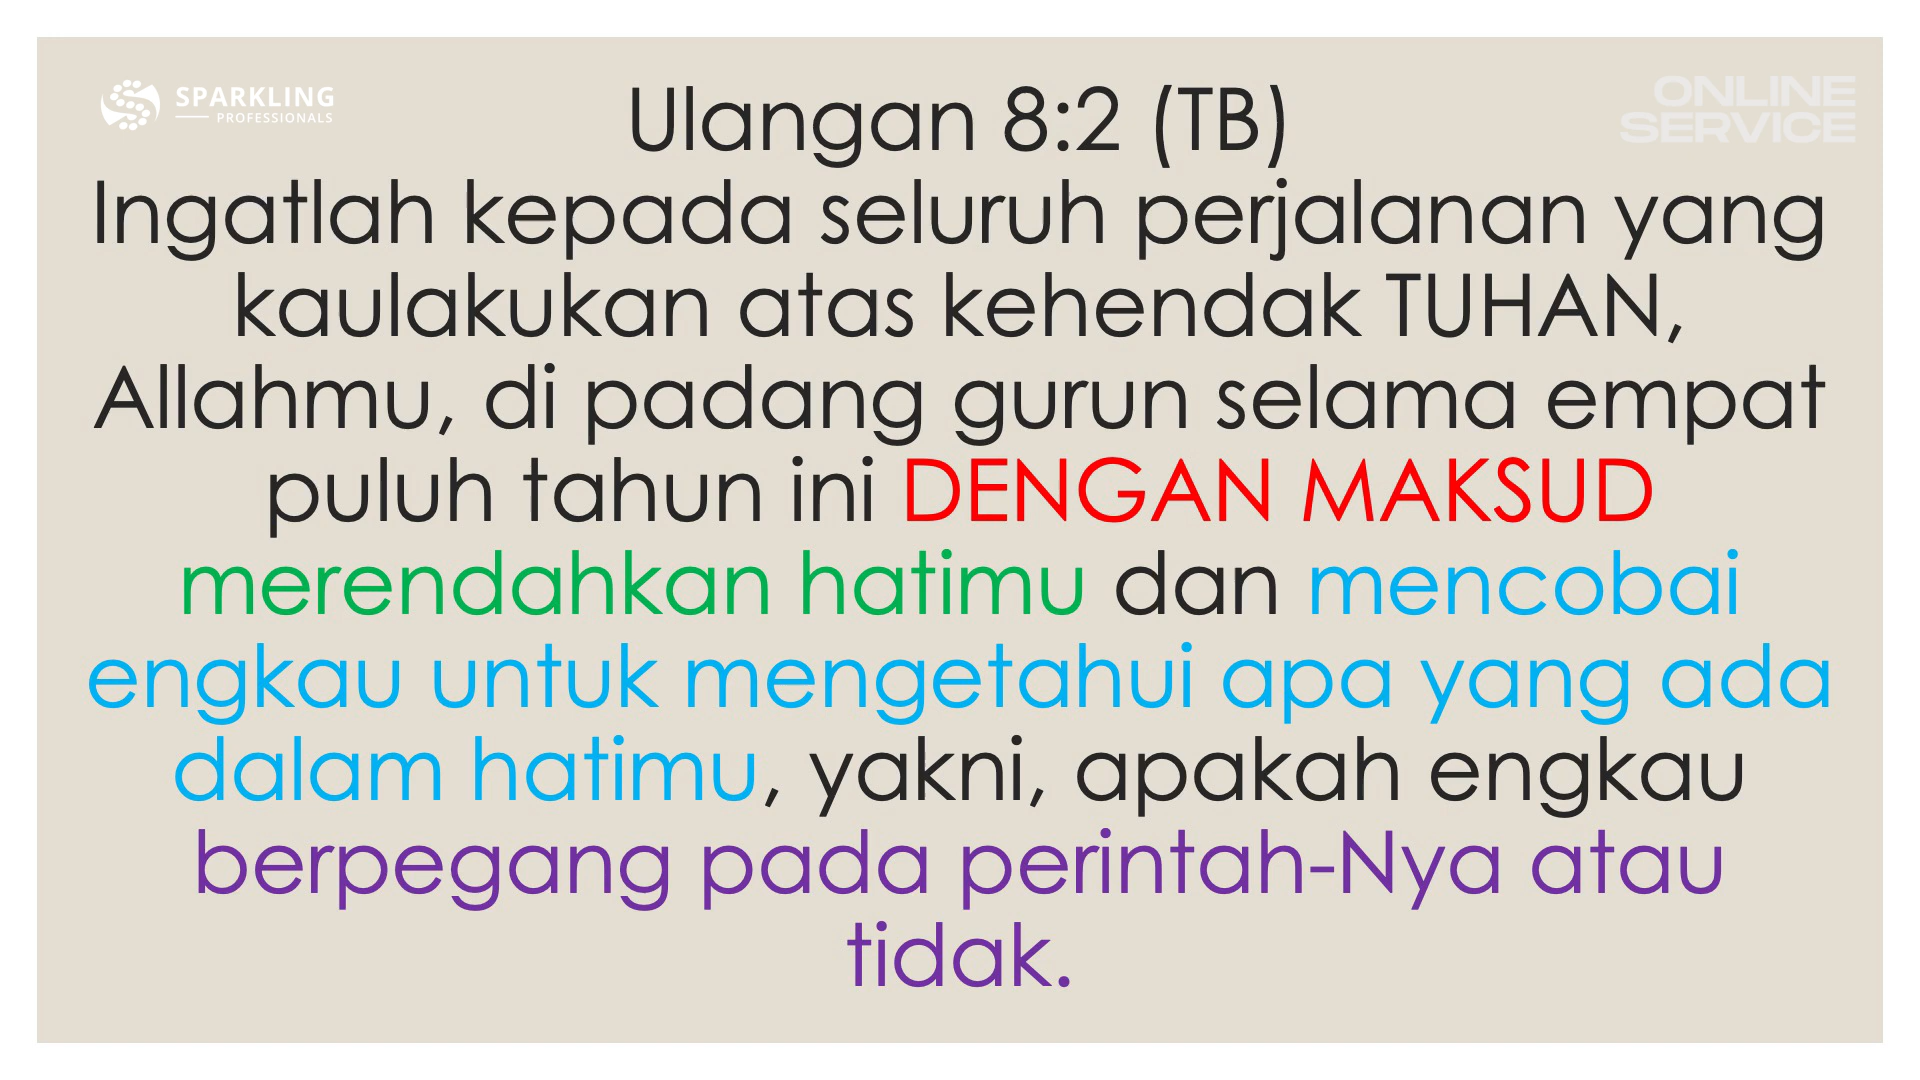 SPARKLING
PROFESSIONALS
ONLINE
SERVICE
Ulangan 8:2 (TB)
Ingatlah kepada seluruh perjalanan yang
kaulakukan atas kehendak TUHAN,
Allahmu, di padang gurun selama empat
puluh tahun ini DENGAN MAKSUD
merendahkan hatimu dan mencobai
engkau untuk mengetahui apa yang ada
dalam hatimu, yakni, apakah engkau
berpegang pada perintah-Nya atau
tidak.